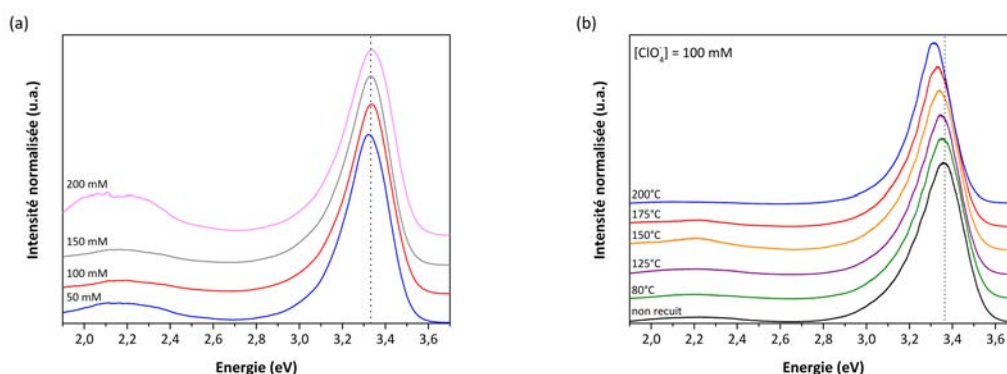 (a)
Intensité normalisée (u.a.)
200 mM
150 mM
100 mM
50 mM
2,0 2,2 2,4 2,6 2,8 3,0 3,2 3,4 3,6
Energie (eV)
(b)
Intensité normalisée (u.a.)
[ClO₄⁻] = 100 mM
200°C
175°C
150°C
125°C
80°C
non recuit
2,0 2,2 2,4 2,6 2,8 3,0 3,2 3,4 3,6
Energie (eV)